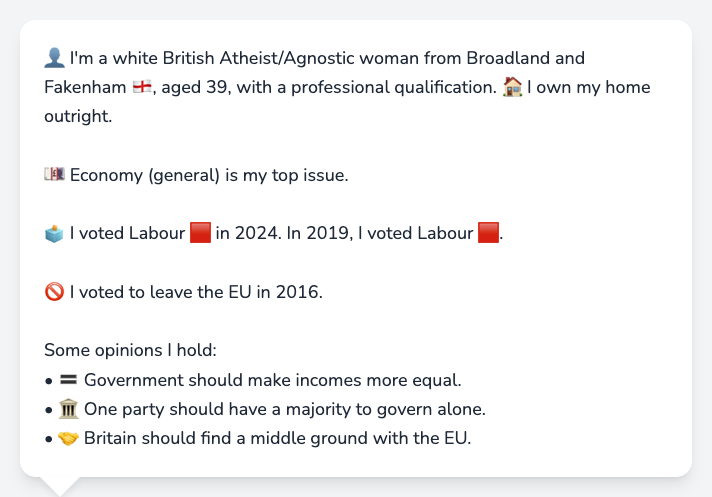 👤 I'm a white British Atheist/Agnostic woman from Broadland and
Fakenham 🏴󠁧󠁢󠁥󠁮󠁧󠁿, aged 39, with a professional qualification. 🏠 I own my home
outright.
💷 Economy (general) is my top issue.
🗳️ I voted Labour 🟥 in 2024. In 2019, I voted Labour 🟥.
🚫 I voted to leave the EU in 2016.
Some opinions I hold:
• 🟰 Government should make incomes more equal.
• 🏛️ One party should have a majority to govern alone.
• 🤝 Britain should find a middle ground with the EU.